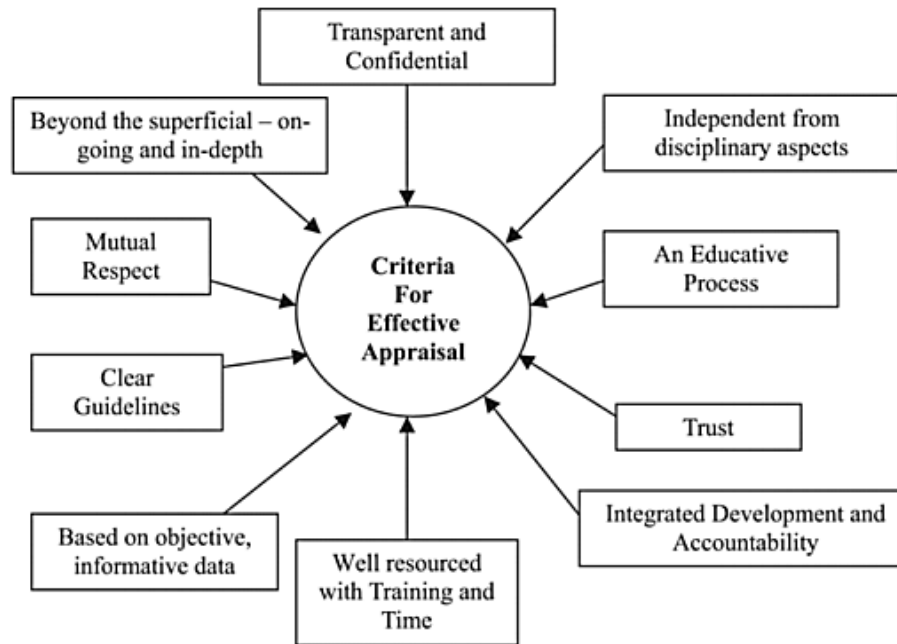 Transparent and
Confidential
Beyond the superficial – on-
going and in-depth
Independent from
disciplinary aspects
Mutual
Respect
Criteria
For
Effective
Appraisal
An Educative
Process
Clear
Guidelines
Trust
Based on objective,
informative data
Well resourced
with Training and
Time
Integrated Development and
Accountability